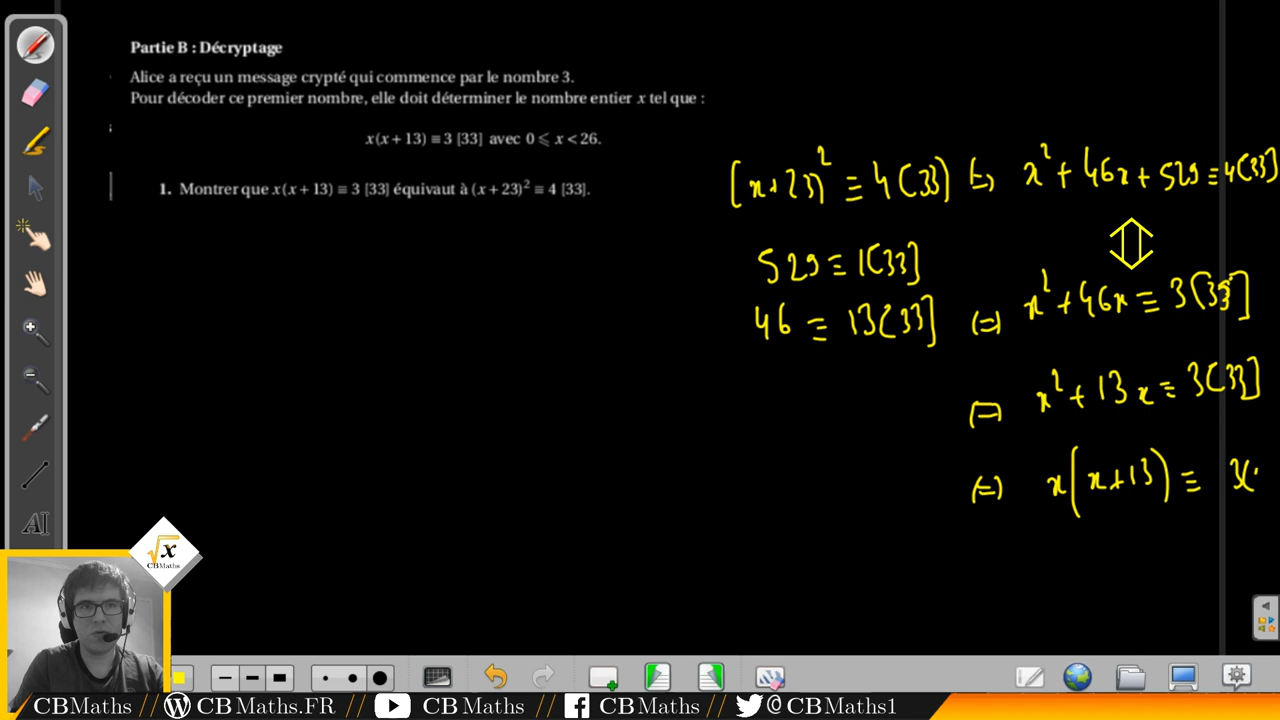 Partie B : Décryptage
Alice a reçu un message crypté qui commence par le nombre 3.
Pour décoder ce premier nombre, elle doit déterminer le nombre entier x tel que :
x(x + 13) ≡ 3 [33] avec 0 ⩽ x < 26.
1. Montrer que x(x + 13) ≡ 3 [33] équivaut à (x + 23)² ≡ 4 [33].
(x+23)² ≡ 4[33] ⇔ x² + 46x + 529 ≡ 4[33]
⇕
529 ≡ 1[33]
⇔ x² + 46x ≡ 3[33]
46 ≡ 13[33]
⇔ x² + 13x ≡ 3[33]
⇔ x(x+13) ≡ 3[
AI
√x
CBMaths
CBMaths // CBMaths.FR // CBMaths // CBMaths // @CBMaths1